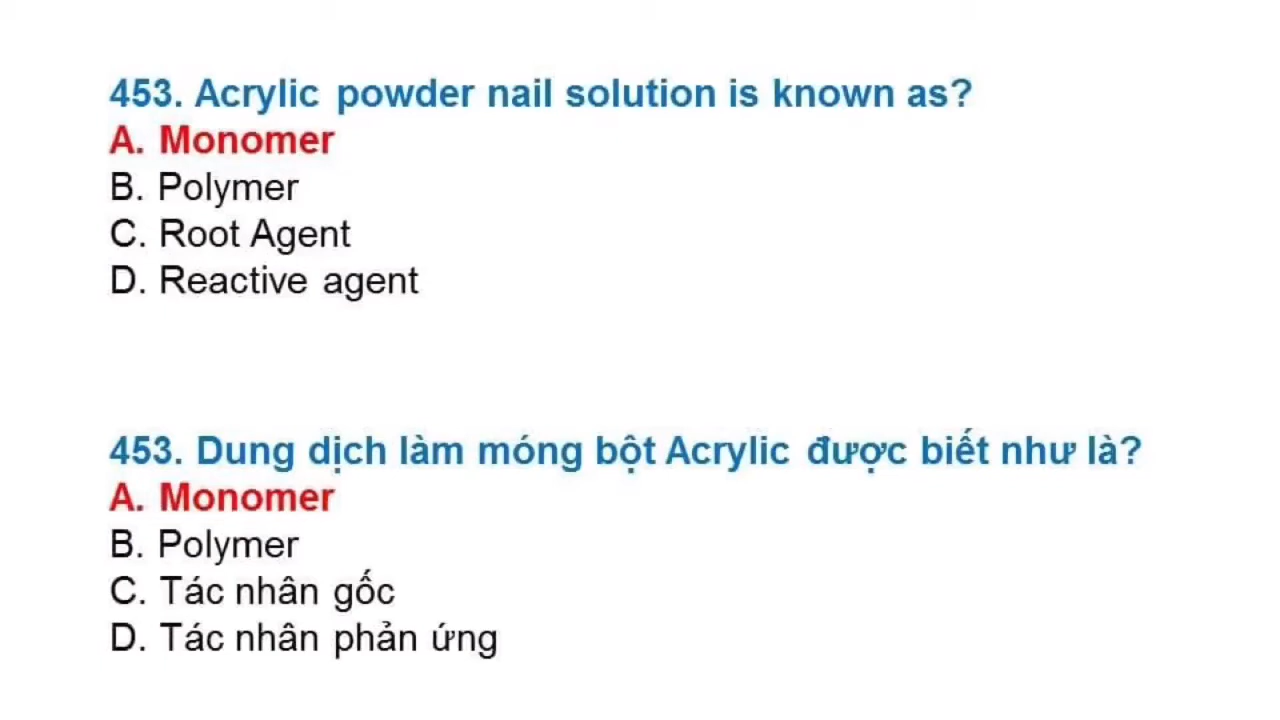 453. Acrylic powder nail solution is known as?
A. Monomer
B. Polymer
C. Root Agent
D. Reactive agent
453. Dung dịch làm móng bột Acrylic được biết như là?
A. Monomer
B. Polymer
C. Tác nhân gốc
D. Tác nhân phản ứng